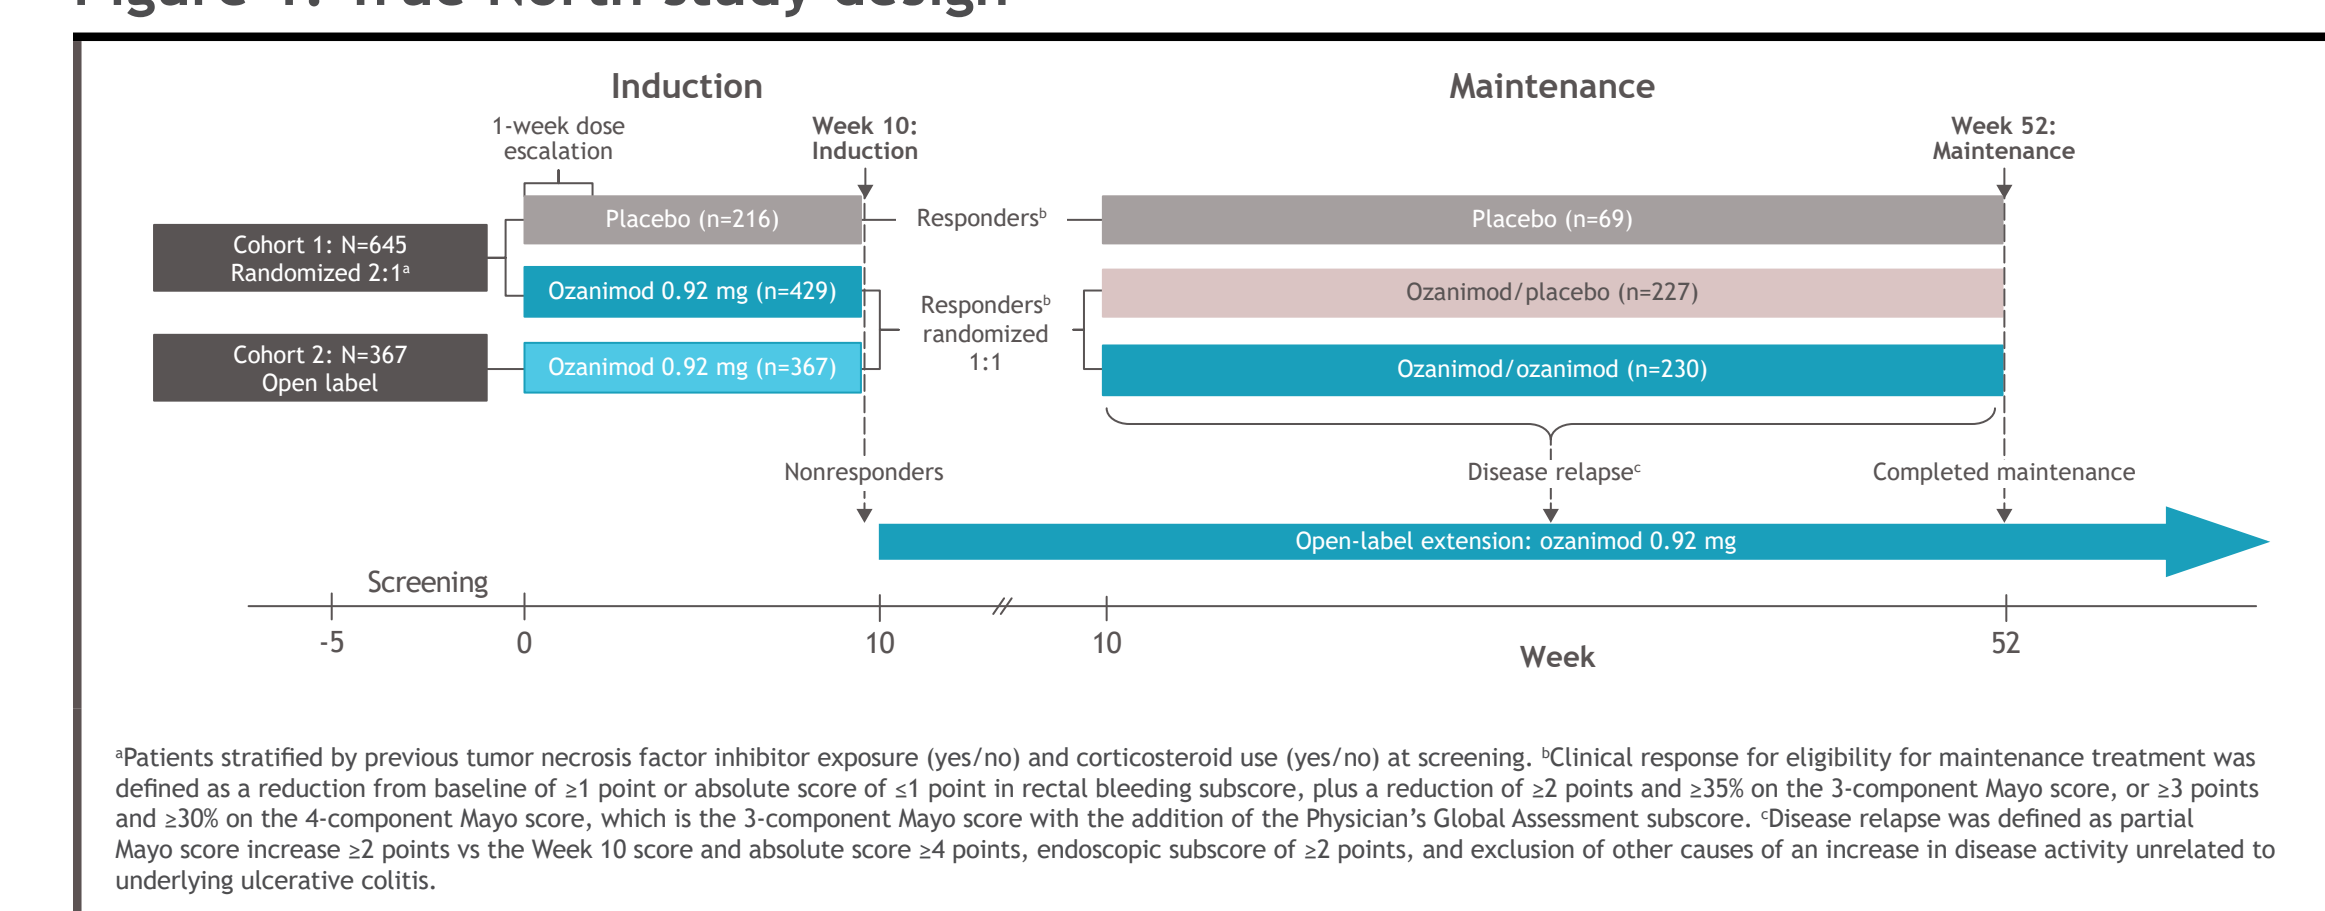 Figure 1. True North study design
Induction
Maintenance
1-week dose
escalation
Week 10:
Induction
Week 52:
Maintenance
Cohort 1: N=645
Randomized 2:1ᵃ
Placebo (n=216)
Respondersᵇ
Placebo (n=69)
Ozanimod 0.92 mg (n=429)
Respondersᵇ
randomized
1:1
Ozanimod/placebo (n=227)
Cohort 2: N=367
Open label
Ozanimod 0.92 mg (n=367)
Ozanimod/ozanimod (n=230)
Nonresponders
Disease relapseᶜ
Completed maintenance
Open-label extension: ozanimod 0.92 mg
Screening
-5
0
10
10
52
Week
ᵃPatients stratified by previous tumor necrosis factor inhibitor exposure (yes/no) and corticosteroid use (yes/no) at screening. ᵇClinical response for eligibility for maintenance treatment was
defined as a reduction from baseline of ≥1 point or absolute score of ≤1 point in rectal bleeding subscore, plus a reduction of ≥2 points and ≥35% on the 3-component Mayo score, or ≥3 points
and ≥30% on the 4-component Mayo score, which is the 3-component Mayo score with the addition of the Physician’s Global Assessment subscore. ᶜDisease relapse was defined as partial
Mayo score increase ≥2 points vs the Week 10 score and absolute score ≥4 points, endoscopic subscore of ≥2 points, and exclusion of other causes of an increase in disease activity unrelated to
underlying ulcerative colitis.